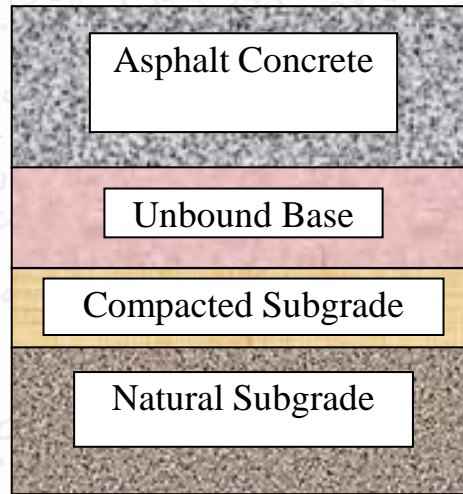 Asphalt Concrete
Unbound Base
Compacted Subgrade
Natural Subgrade